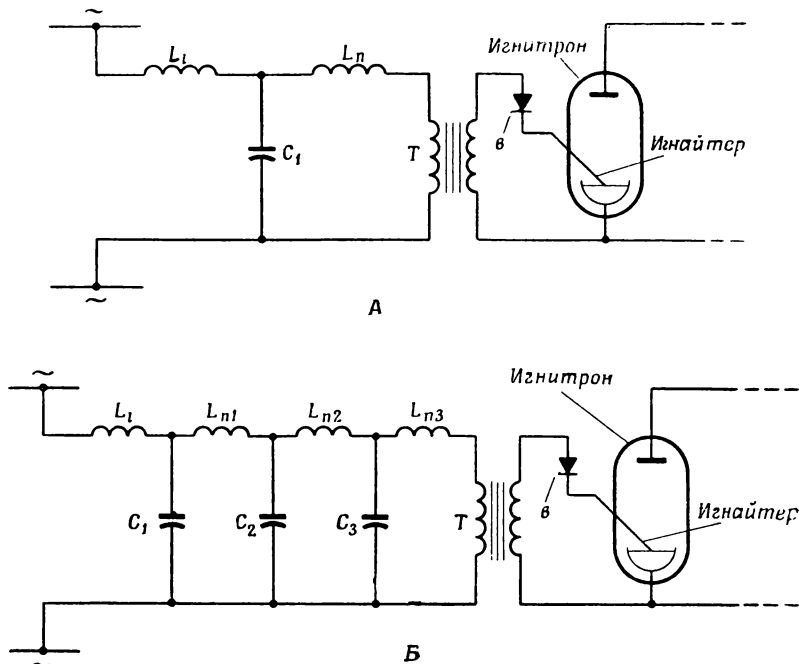 ~
L₁ Lп Игнитрон
C₁ T в Игнайтер
~
А
~
L₁ Lп1 Lп2 Lп3 Игнитрон
C₁ C₂ C₃ T в Игнайтер
Б